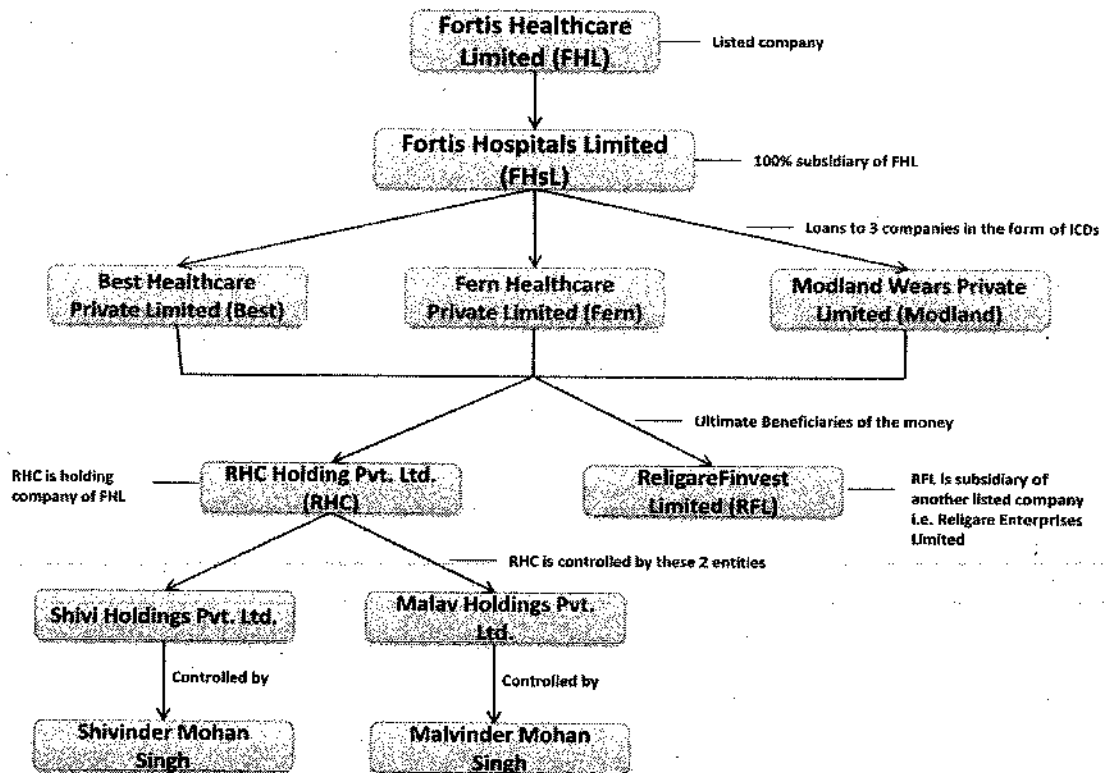 Fortis Healthcare
Limited (FHL)
Listed company
Fortis Hospitals Limited
(FHsL)
100% subsidiary of FHL
Loans to 3 companies in the form of ICDs
Best Healthcare
Private Limited (Best)
Fern Healthcare
Private Limited (Fern)
Modland Wears Private
Limited (Modland)
Ultimate Beneficiaries of the money
RHC is holding
company of FHL
RHC Holding Pvt. Ltd.
(RHC)
ReligareFinvest
Limited (RFL)
RFL is subsidiary of
another listed company
i.e. Religare Enterprises
Limited
RHC is controlled by these 2 entities
Shivi Holdings Pvt. Ltd.
Malav Holdings Pvt.
Ltd.
Controlled by
Controlled by
Shivinder Mohan
Singh
Malvinder Mohan
Singh